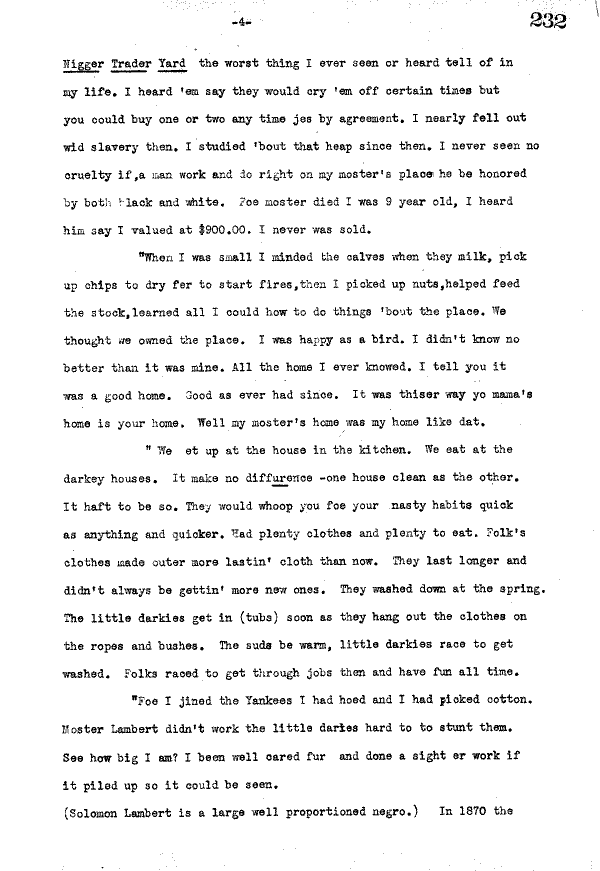 -4-
232
Nigger Trader Yard the worst thing I ever seen or heard tell of in
my life. I heard 'em say they would cry 'em off certain times but
you could buy one or two any time jes by agreement. I nearly fell out
wid slavery then. I studied 'bout that heap since then. I never seen no
cruelty if,a man work and do right on my moster's place he be honored
by both black and white. Foe moster died I was 9 year old, I heard
him say I valued at $900.00. I never was sold.
"When I was small I minded the calves when they milk, pick
up chips to dry fer to start fires,then I picked up nuts,helped feed
the stock,learned all I could how to do things 'bout the place. We
thought we owned the place. I was happy as a bird. I didn't know no
better than it was mine. All the home I ever knowed. I tell you it
was a good home. Good as ever had since. It was thiser way yo mama's
home is your home. Well my moster's home was my home like dat.
" We et up at the house in the kitchen. We eat at the
darkey houses. It make no diffurence -one house clean as the other.
It haft to be so. They would whoop you foe your nasty habits quick
as anything and quicker. Had plenty clothes and plenty to eat. Folk's
clothes made outer more lastin' cloth than now. They last longer and
didn't always be gettin' more new ones. They washed down at the spring.
The little darkies get in (tubs) soon as they hang out the clothes on
the ropes and bushes. The suds be warm, little darkies race to get
washed. Folks raced to get through jobs then and have fun all time.
"Foe I jined the Yankees I had hoed and I had picked cotton.
Moster Lambert didn't work the little daries hard to to stunt them.
See how big I am? I been well cared fur and done a sight er work if
it piled up so it could be seen.
(Solomon Lambert is a large well proportioned negro.) In 1870 the